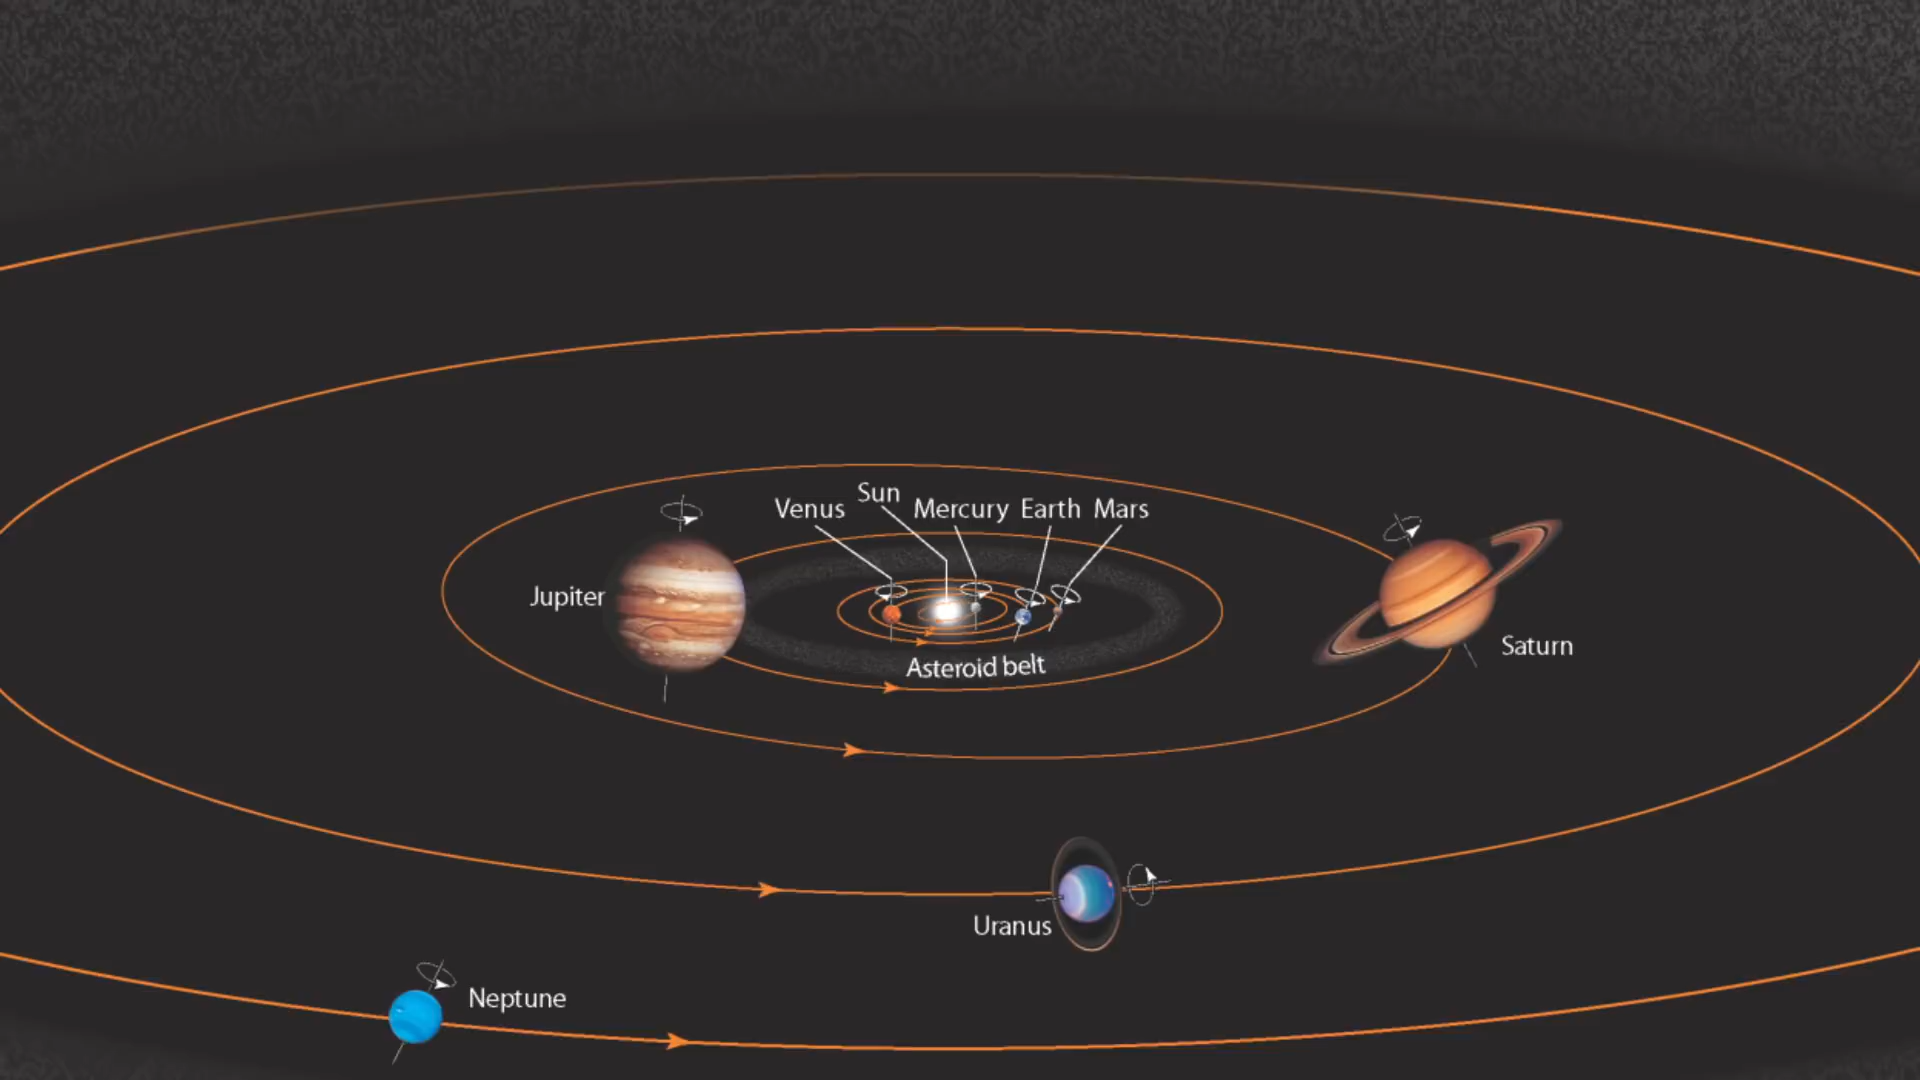 Sun
Venus
Mercury
Earth
Mars
Jupiter
Saturn
Asteroid belt
Uranus
Neptune